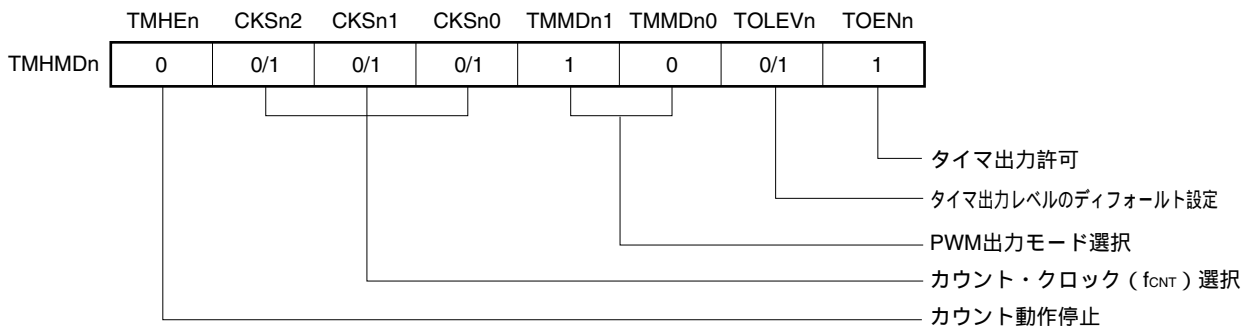 TMHEn CKSn2 CKSn1 CKSn0 TMMDn1 TMMDn0 TOLEVn TOENn
TMHMDn 0 0/1 0/1 0/1 1 0 0/1 1
タイマ出力許可
タイマ出力レベルのディフォールト設定
PWM出力モード選択
カウント・クロック（fCNT）選択
カウント動作停止